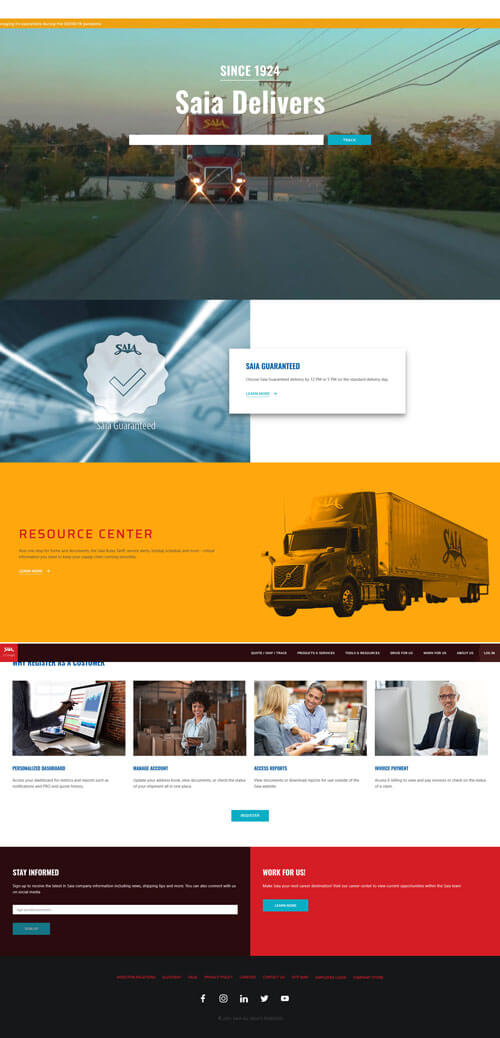 naging its operations during the COVID-19 pandemic
SINCE 1924
Saia Delivers
SAIA
TRACK
SAIA
Saia Guaranteed
SAIA GUARANTEED
Choose Saia Guaranteed delivery by 12 PM or 5 PM on the standard delivery day.
LEARN MORE
RESOURCE CENTER
Your one-stop for forms and documents, the Saia Rules Tariff, service alerts, holiday schedule, and more - critical
information you need to keep your supply chain running smoothly.
LEARN MORE
SAIA
SAIA
QUOTE / SHIP / TRACK
PRODUCTS & SERVICES
TOOLS & RESOURCES
DRIVE FOR US
WORK FOR US
ABOUT US
LOG IN
WHY REGISTER AS A CUSTOMER
PERSONALIZED DASHBOARD
MANAGE ACCOUNT
ACCESS REPORTS
INVOICE PAYMENT
Access your dashboard for metrics and reports such as
notifications and PRO and quote history.
Update your address book, view documents, or check the status
of your shipment all in one place.
View documents or download reports for use outside of the
Saia website.
Access E-billing to view and pay invoices or check on the status
of a claim.
REGISTER
STAY INFORMED
Sign up to receive the latest in Saia company information including news, shipping tips and more. You can also connect with us
on social media.
SIGN UP
WORK FOR US!
Make Saia your next career destination! Visit our career center to view current opportunities within the Saia team.
LEARN MORE
INVESTOR RELATIONS
GLOSSARY
FAQS
PRIVACY POLICY
CAREERS
CONTACT US
SITE MAP
EMPLOYEE LOGIN
COMPANY STORE